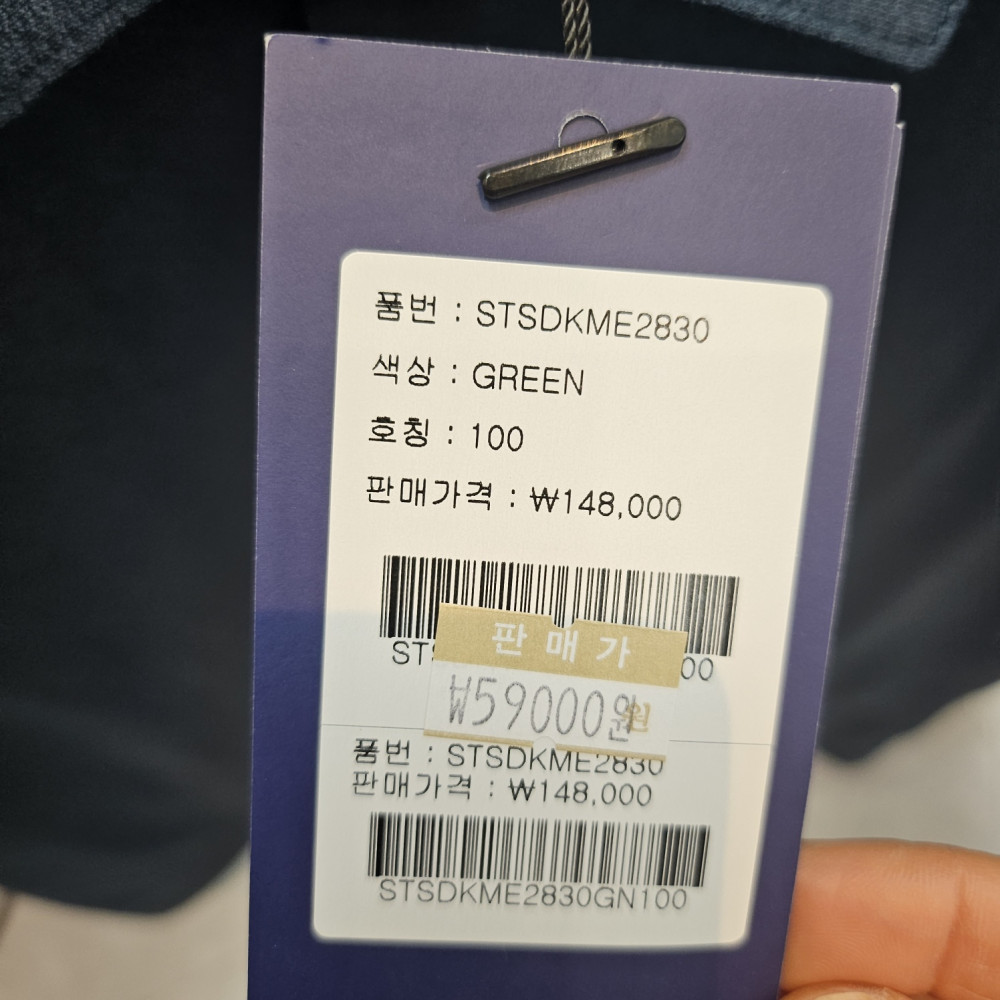 품번 : STSDKME2830
색상 : GREEN
호칭 : 100
판매가격 : ₩148,000
판매가
₩59000원
품번 : STSDKME2830
판매가격 : ₩148,000
STSDKME2830GN100